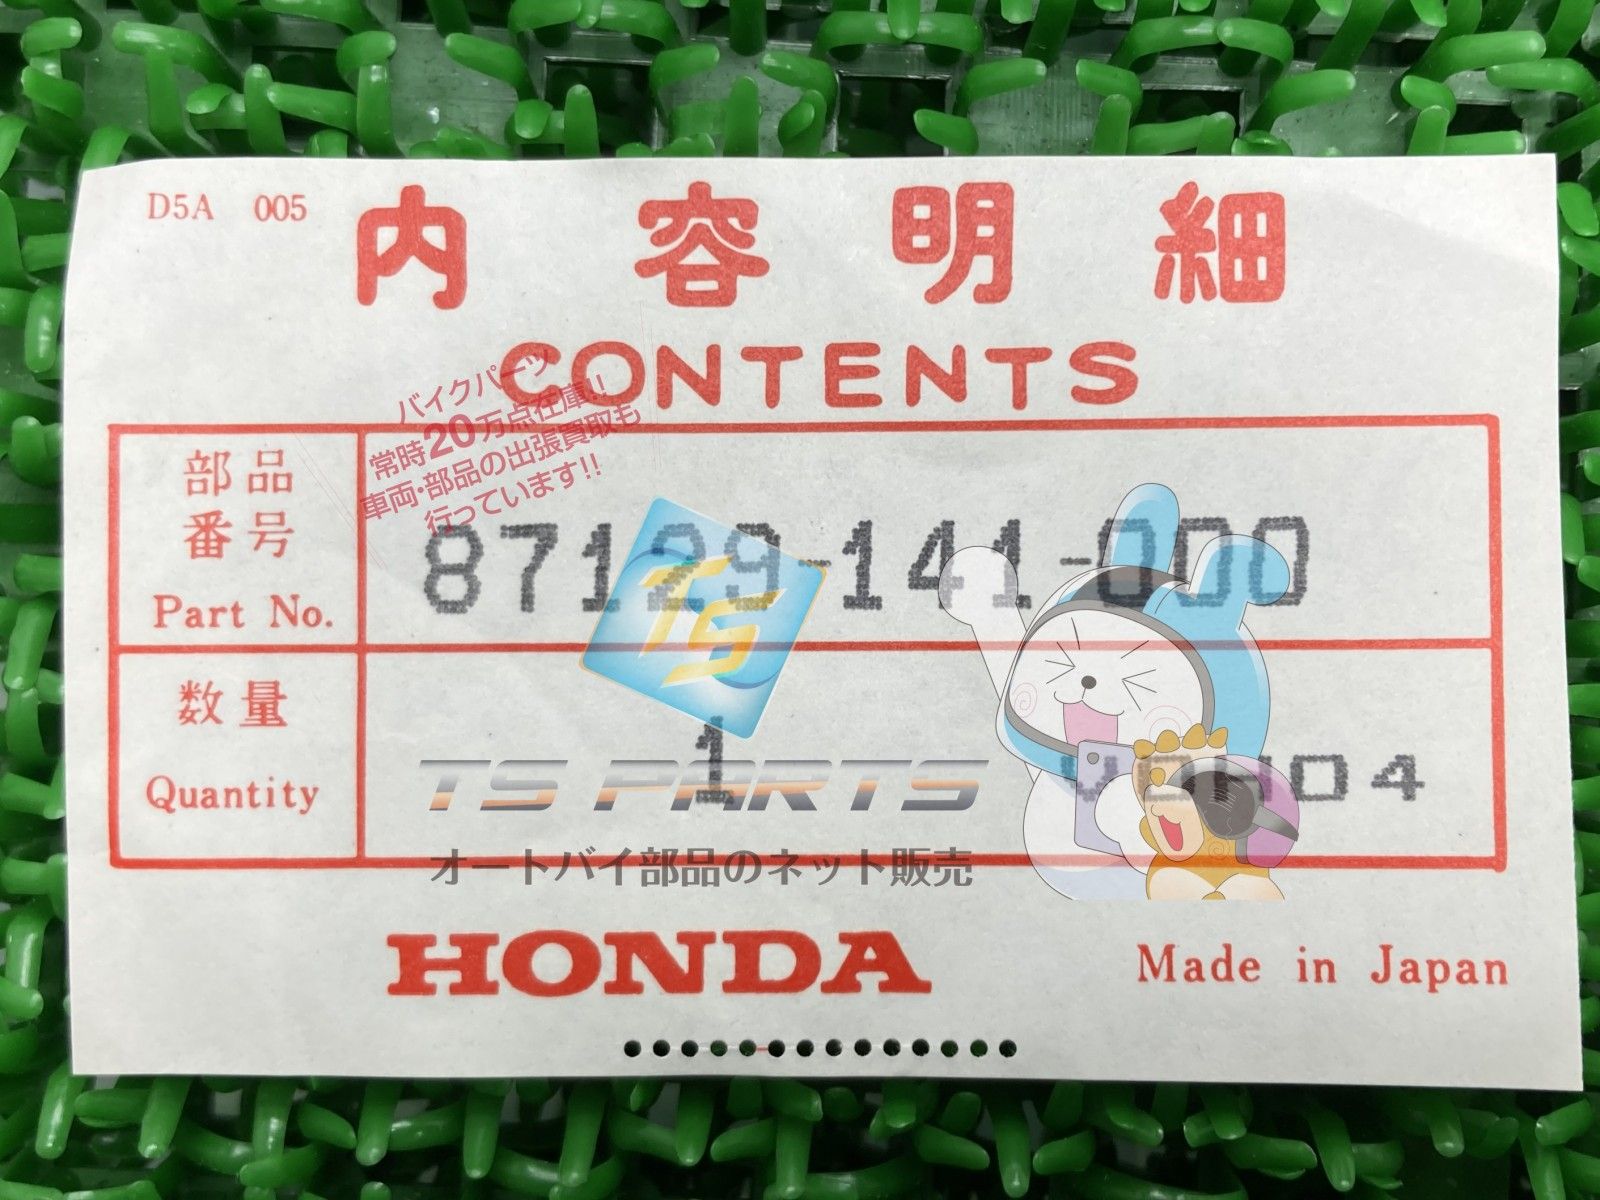 D5A 005
内容明細
CONTENTS
バイクパーツ
常時20万点在庫!!
車両・部品の出張買取も
行っています!!
部品
番号
Part No.
87129-141-000
TS
数量
Quantity
1
TS PARTS
オートバイ部品のネット販売
HONDA
Made in Japan